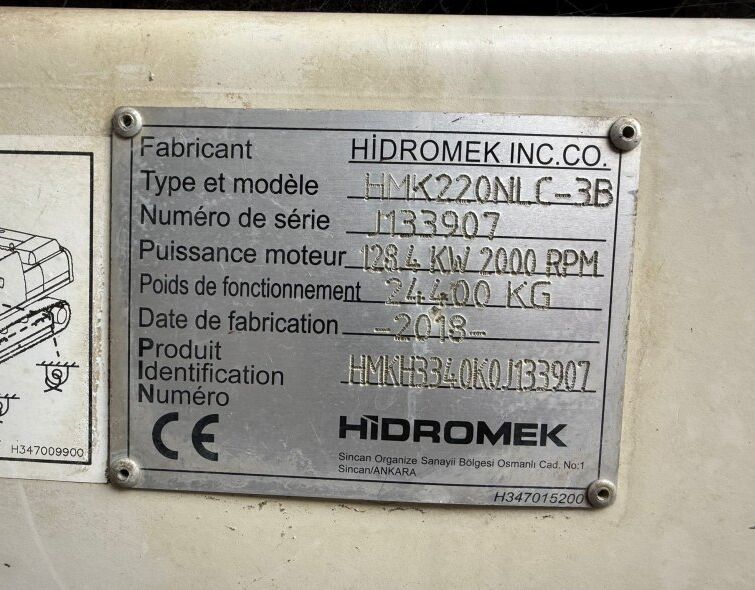 Fabricant HİDROMEK INC.CO.
Type et modèle HMK220NLC-3B
Numéro de série J133907
Puissance moteur 128.4 KW 2000 RPM
Poids de fonctionnement 24400 KG
Date de fabrication -2018-
Produit
Identification HMKH3340K0J133907
Numéro
CE HİDROMEK
Sincan Organize Sanayii Bölgesi Osmanlı Cad. No:1
Sincan/ANKARA
H347015200
H347009900